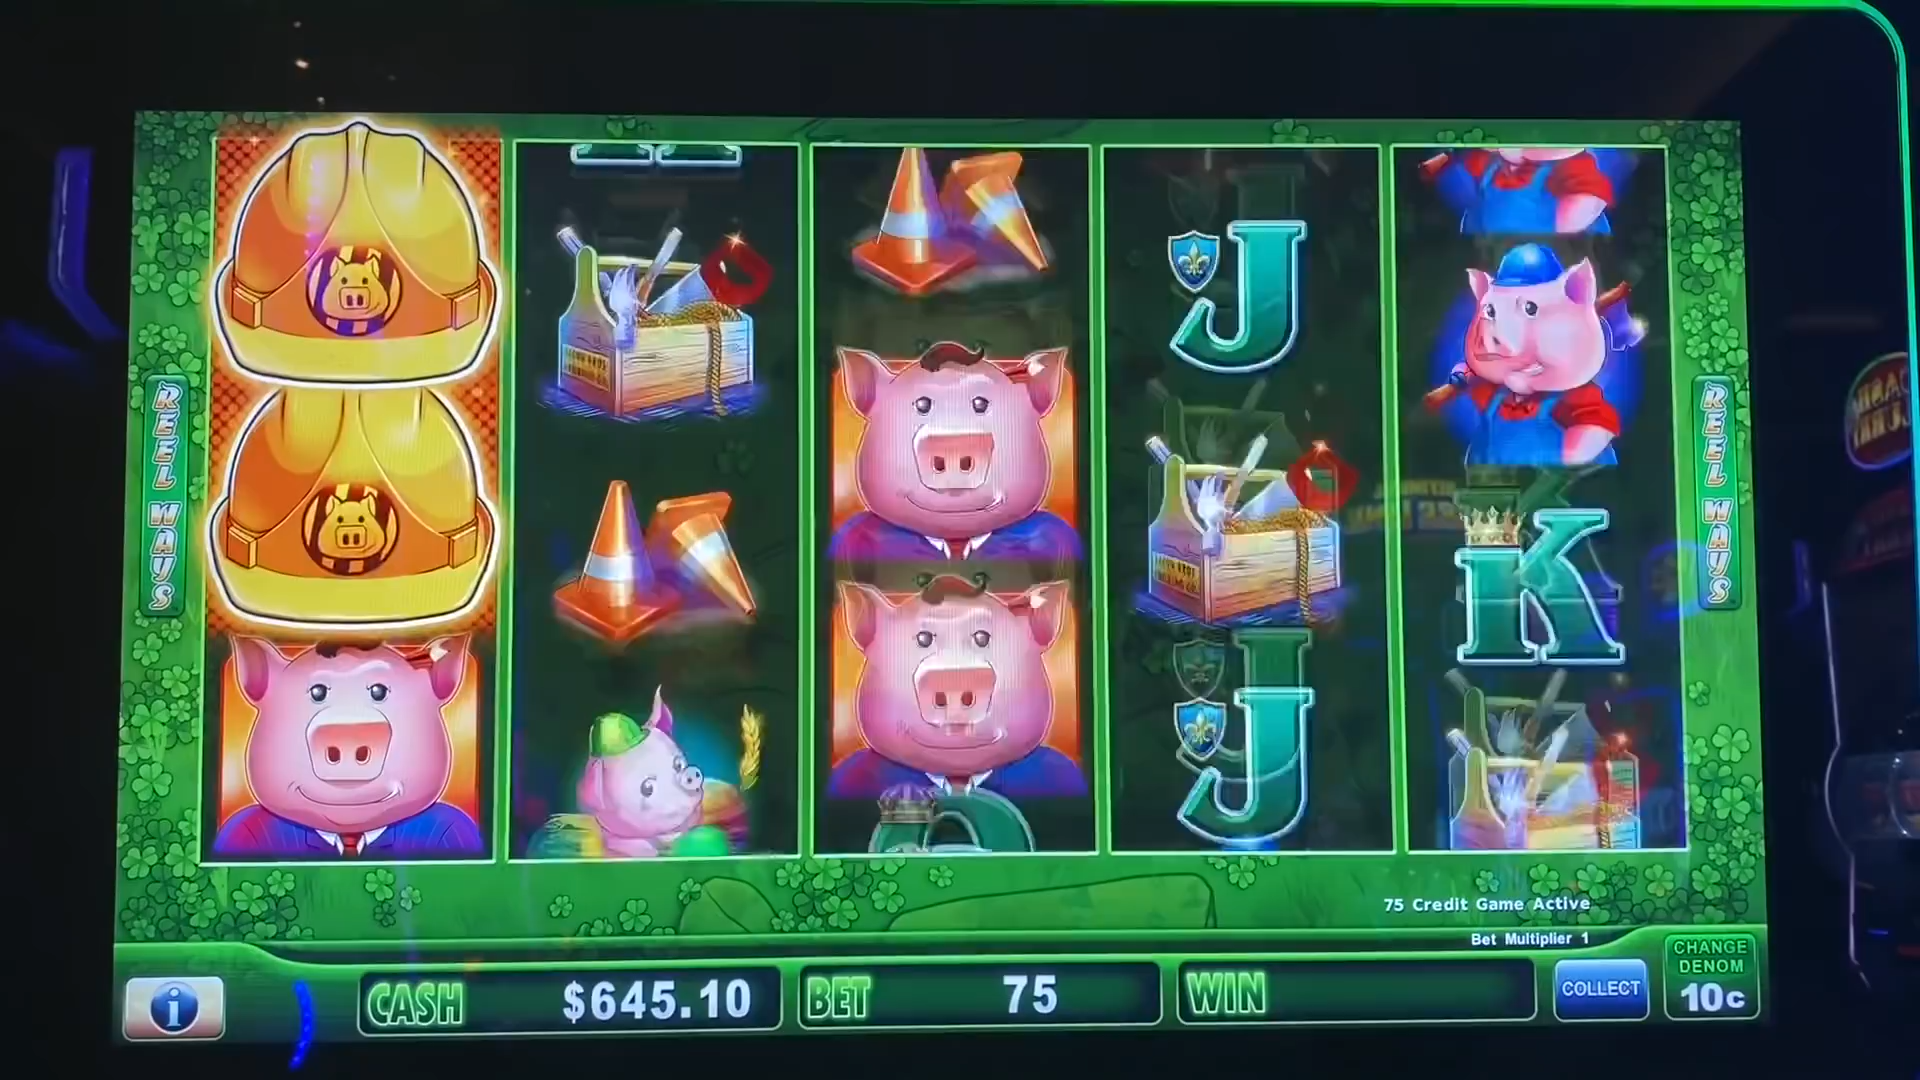 REEL WAYS
J
K
J
REEL WAYS
75 Credit Game Active
Bet Multiplier 1
CHANGE
DENOM
10¢
i
CASH $645.10
BET 75
WIN
COLLECT